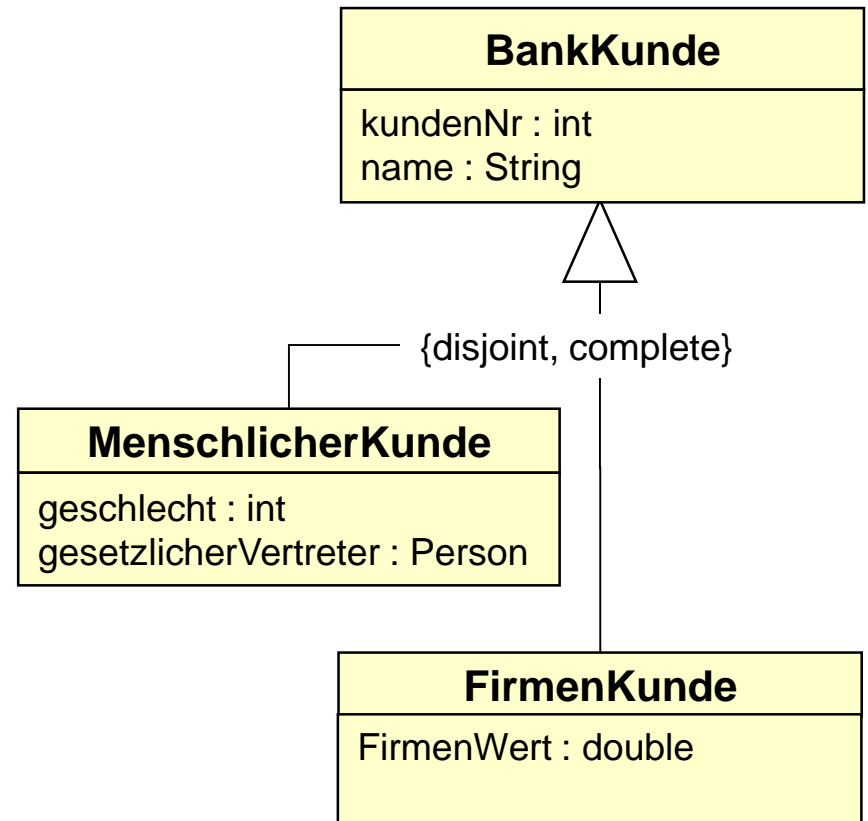 BankKunde
kundenNr : int
name : String
{disjoint, complete}
MenschlicherKunde
geschlecht : int
gesetzlicherVertreter : Person
FirmenKunde
FirmenWert : double